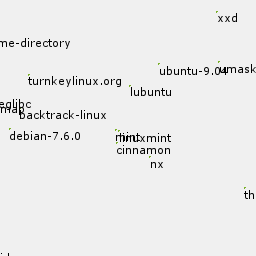 xxd
me-directory
ubuntu-9.04
umask
turnkeylinux.org
lubuntu
eglibc
map
backtrack-linux
debian-7.6.0
mint
linuxmint
cinnamon
nx
th